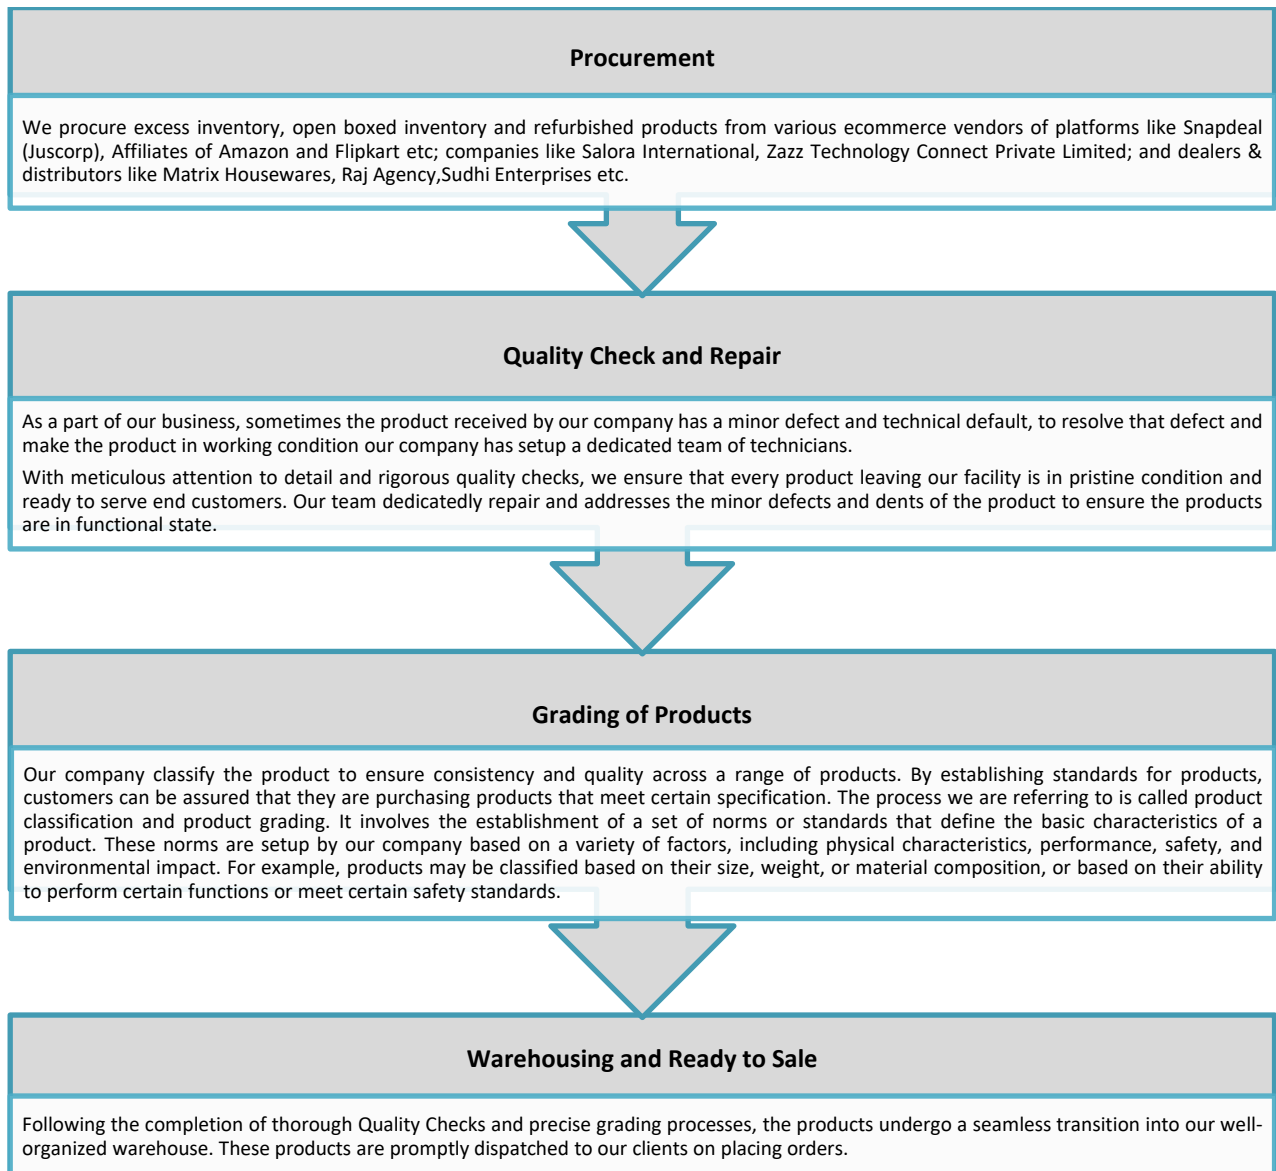 Procurement
We procure excess inventory, open boxed inventory and refurbished products from various ecommerce vendors of platforms like Snapdeal
(Juscorp), Affiliates of Amazon and Flipkart etc; companies like Salora International, Zazz Technology Connect Private Limited; and dealers &
distributors like Matrix Housewares, Raj Agency,Sudhi Enterprises etc.
Quality Check and Repair
As a part of our business, sometimes the product received by our company has a minor defect and technical default, to resolve that defect and
make the product in working condition our company has setup a dedicated team of technicians.
With meticulous attention to detail and rigorous quality checks, we ensure that every product leaving our facility is in pristine condition and
ready to serve end customers. Our team dedicatedly repair and addresses the minor defects and dents of the product to ensure the products
are in functional state.
Grading of Products
Our company classify the product to ensure consistency and quality across a range of products. By establishing standards for products,
customers can be assured that they are purchasing products that meet certain specification. The process we are referring to is called product
classification and product grading. It involves the establishment of a set of norms or standards that define the basic characteristics of a
product. These norms are setup by our company based on a variety of factors, including physical characteristics, performance, safety, and
environmental impact. For example, products may be classified based on their size, weight, or material composition, or based on their ability
to perform certain functions or meet certain safety standards.
Warehousing and Ready to Sale
Following the completion of thorough Quality Checks and precise grading processes, the products undergo a seamless transition into our well-
organized warehouse. These products are promptly dispatched to our clients on placing orders.